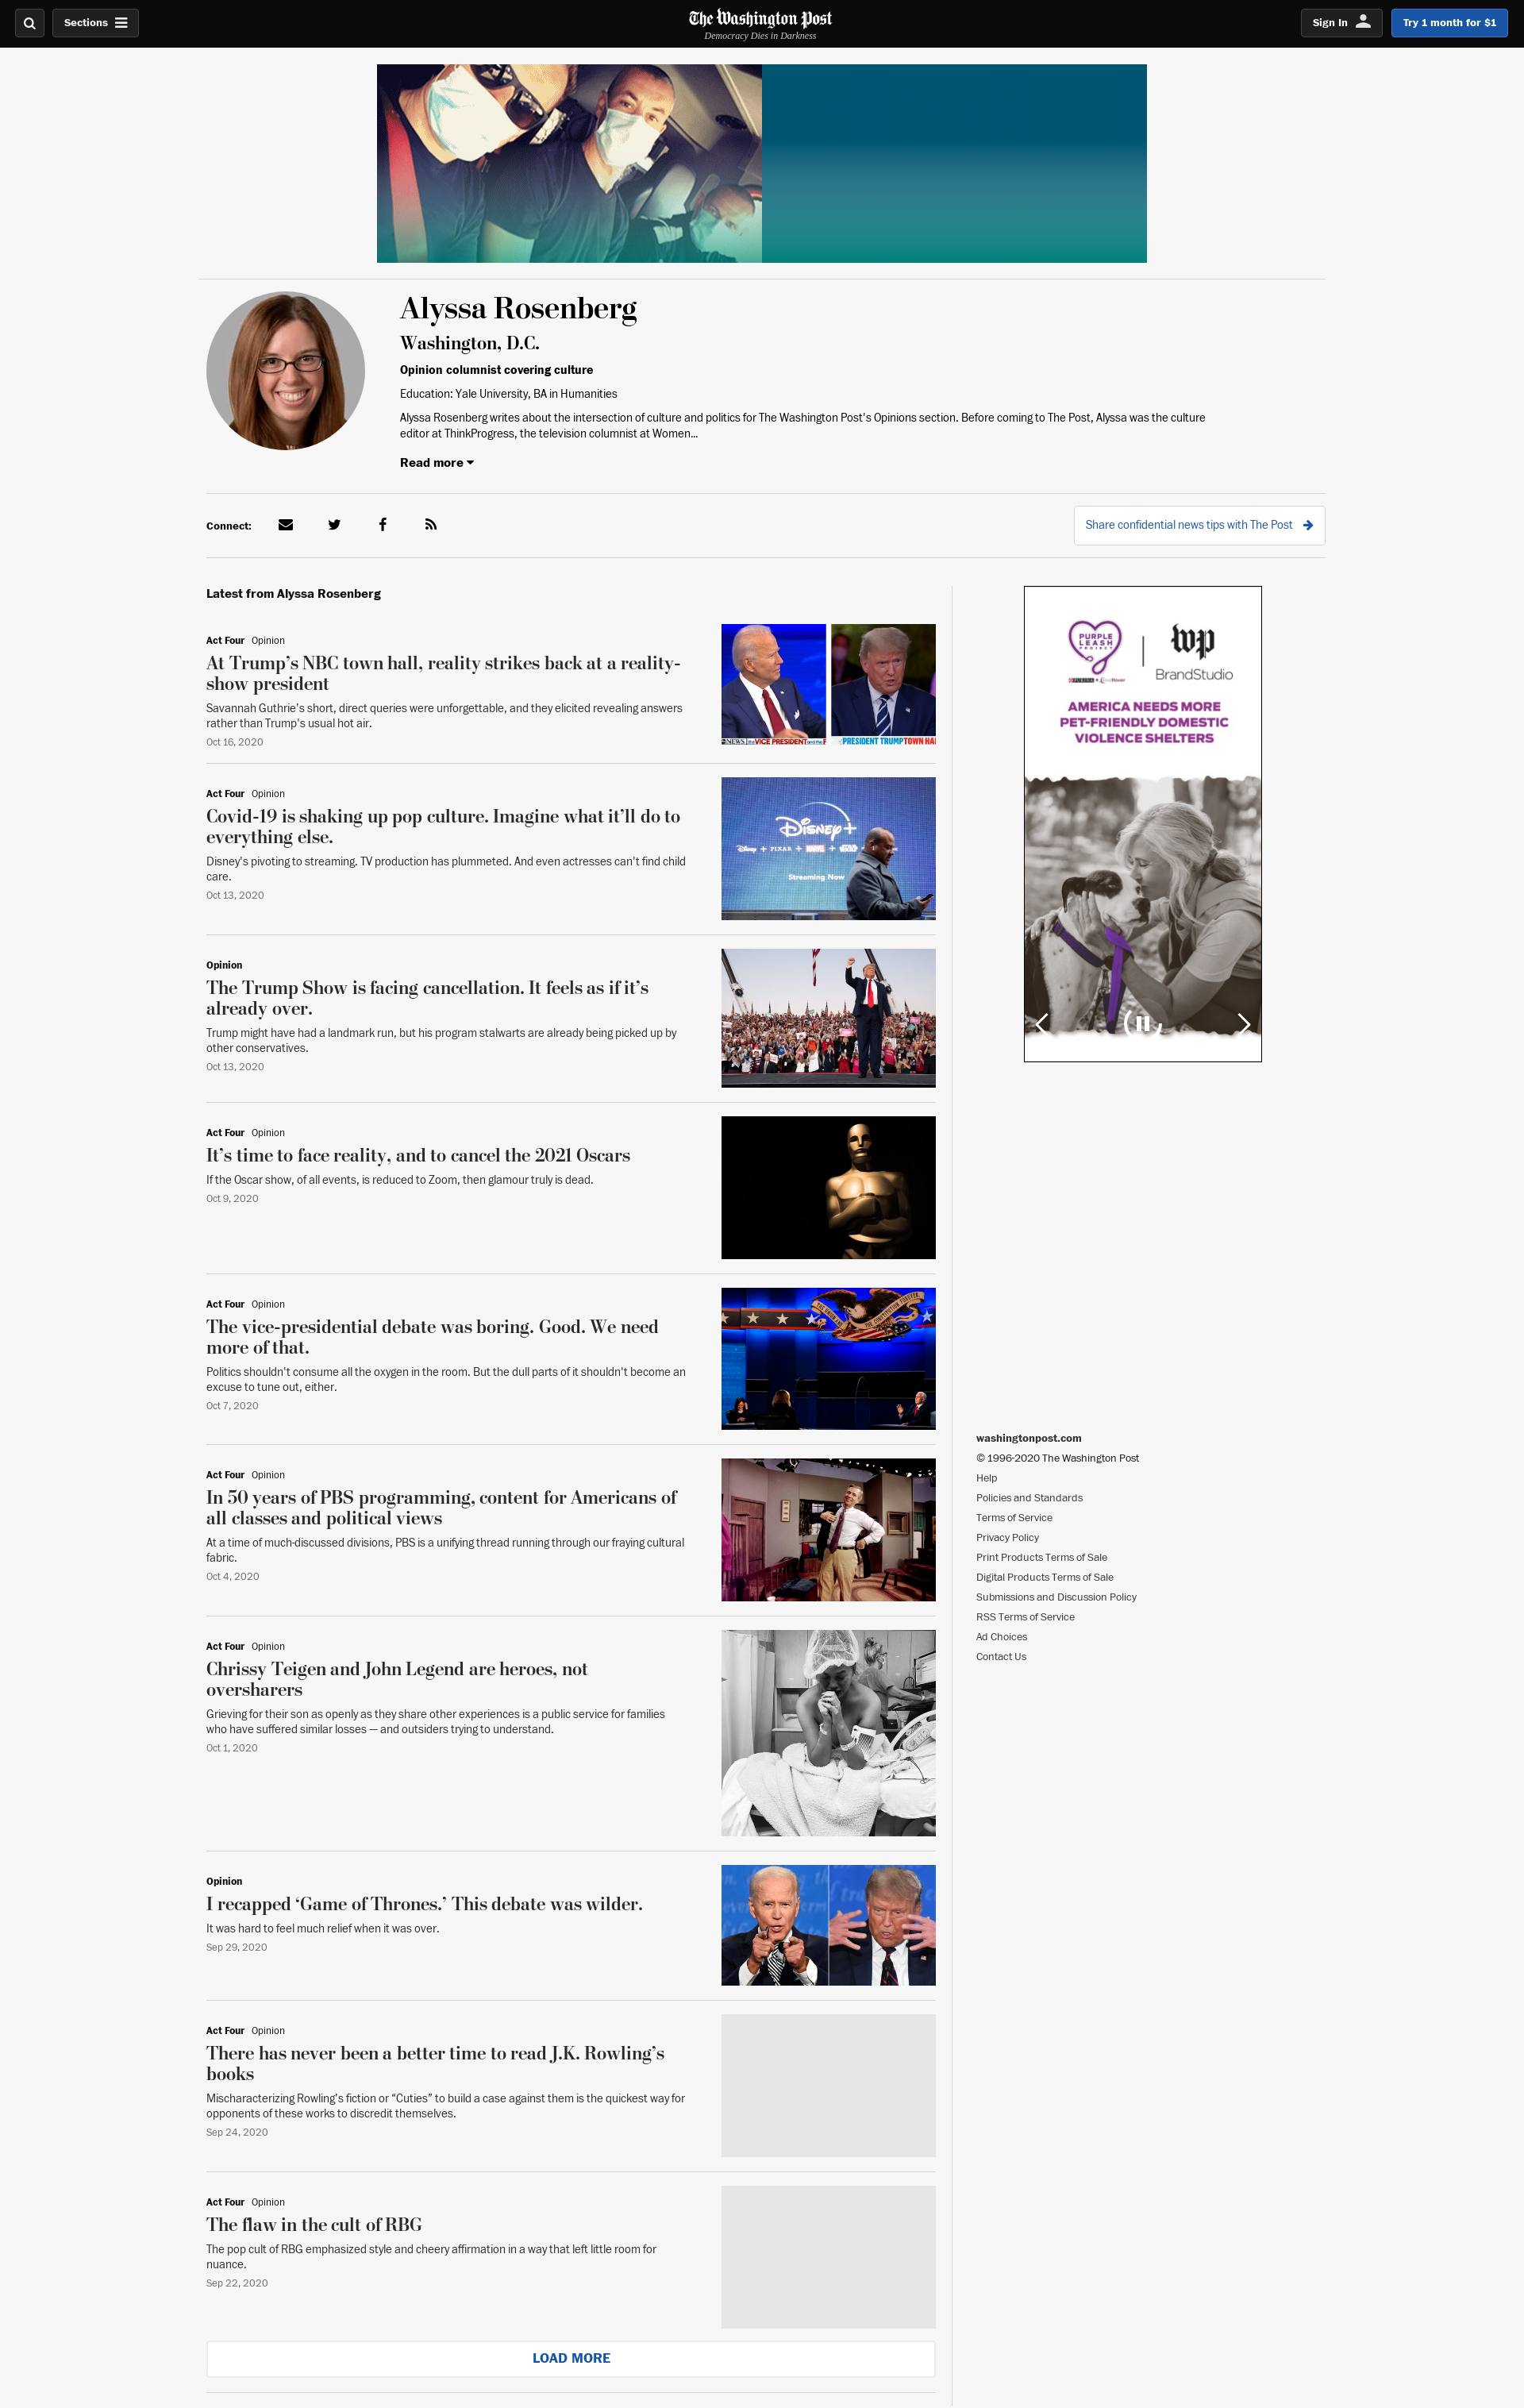 Sections
The Washington Post
Democracy Dies in Darkness
Sign In
Try 1 month for $1
Alyssa Rosenberg
Washington, D.C.
Opinion columnist covering culture
Education: Yale University, BA in Humanities
Alyssa Rosenberg writes about the intersection of culture and politics for The Washington Post's Opinions section. Before coming to The Post, Alyssa was the culture
editor at ThinkProgress, the television columnist at Women...
Read more
Connect:
Share confidential news tips with The Post
Latest from Alyssa Rosenberg
Act Four Opinion
At Trump’s NBC town hall, reality strikes back at a reality-
show president
Savannah Guthrie’s short, direct queries were unforgettable, and they elicited revealing answers
rather than Trump's usual hot air.
Oct 16, 2020
NEWS VICE PRESIDENT
PRESIDENT TRUMP TOWN HA
Act Four Opinion
Covid-19 is shaking up pop culture. Imagine what it’ll do to
everything else.
Disney's pivoting to streaming. TV production has plummeted. And even actresses can't find child
care.
Oct 13, 2020
Disney+
Disney + PIXAR + MARVEL +
Streaming Now
Opinion
The Trump Show is facing cancellation. It feels as if it’s
already over.
Trump might have had a landmark run, but his program stalwarts are already being picked up by
other conservatives.
Oct 13, 2020
Act Four Opinion
It’s time to face reality, and to cancel the 2021 Oscars
If the Oscar show, of all events, is reduced to Zoom, then glamour truly is dead.
Oct 9, 2020
Act Four Opinion
The vice-presidential debate was boring. Good. We need
more of that.
Politics shouldn't consume all the oxygen in the room. But the dull parts of it shouldn't become an
excuse to tune out, either.
Oct 7, 2020
Act Four Opinion
In 50 years of PBS programming, content for Americans of
all classes and political views
At a time of much-discussed divisions, PBS is a unifying thread running through our fraying cultural
fabric.
Oct 4, 2020
Act Four Opinion
Chrissy Teigen and John Legend are heroes, not
oversharers
Grieving for their son as openly as they share other experiences is a public service for families
who have suffered similar losses — and outsiders trying to understand.
Oct 1, 2020
Opinion
I recapped ‘Game of Thrones.’ This debate was wilder.
It was hard to feel much relief when it was over.
Sep 29, 2020
Act Four Opinion
There has never been a better time to read J.K. Rowling’s
books
Mischaracterizing Rowling’s fiction or “Cuties” to build a case against them is the quickest way for
opponents of these works to discredit themselves.
Sep 24, 2020
Act Four Opinion
The flaw in the cult of RBG
The pop cult of RBG emphasized style and cheery affirmation in a way that left little room for
nuance.
Sep 22, 2020
LOAD MORE
PURPLE
LEASH
PROJECT
wp
BrandStudio
AMERICA NEEDS MORE
PET-FRIENDLY DOMESTIC
VIOLENCE SHELTERS
washingtonpost.com
© 1996-2020 The Washington Post
Help
Policies and Standards
Terms of Service
Privacy Policy
Print Products Terms of Sale
Digital Products Terms of Sale
Submissions and Discussion Policy
RSS Terms of Service
Ad Choices
Contact Us